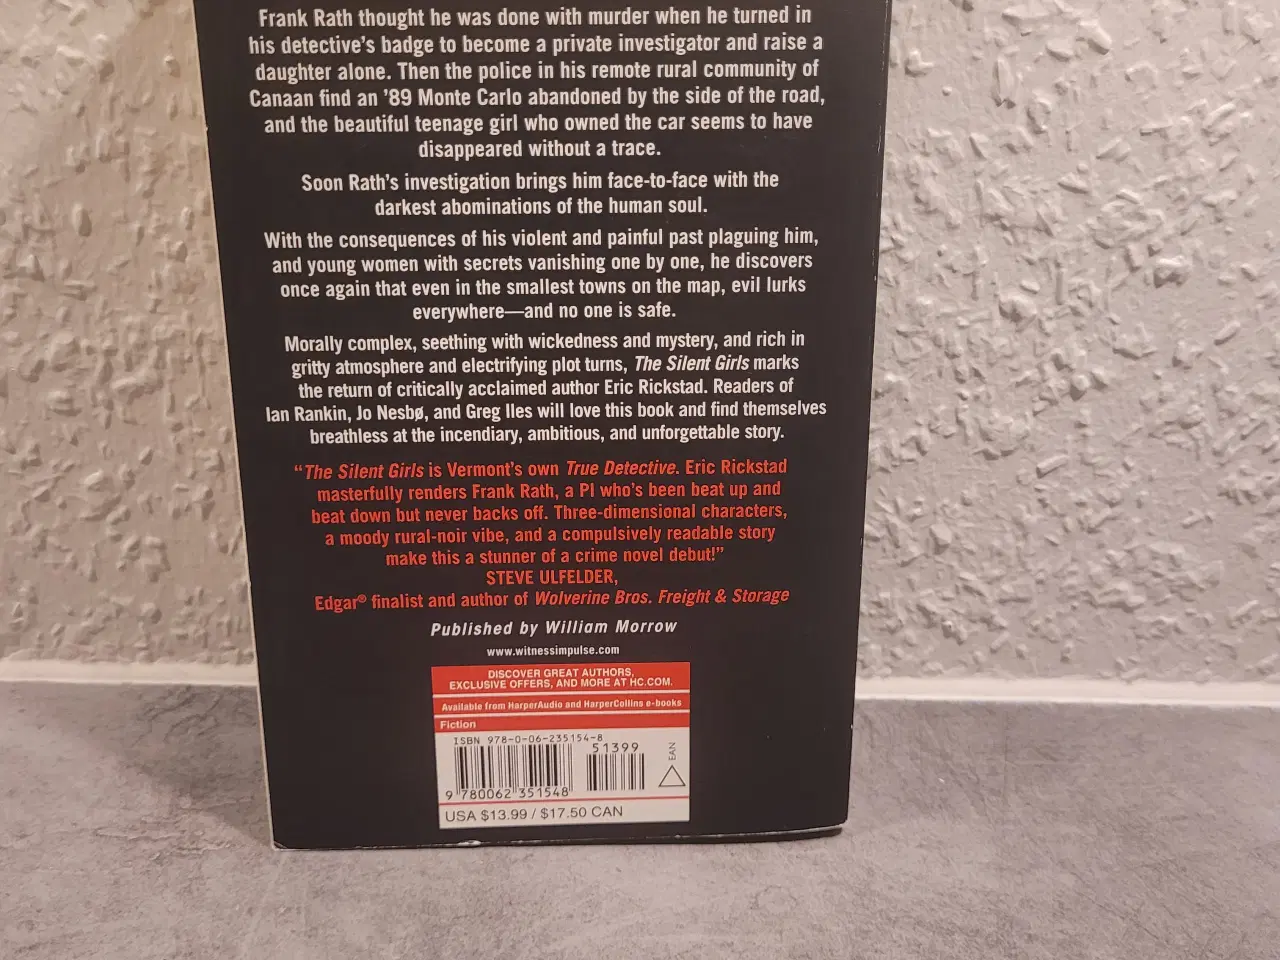 Frank Rath thought he was done with murder when he turned in
his detective's badge to become a private investigator and raise a
daughter alone. Then the police in his remote rural community of
Canaan find an '89 Monte Carlo abandoned by the side of the road,
and the beautiful teenage girl who owned the car seems to have
disappeared without a trace.
Soon Rath's investigation brings him face-to-face with the
darkest abominations of the human soul.
With the consequences of his violent and painful past plaguing him,
and young women with secrets vanishing one by one, he discovers
once again that even in the smallest towns on the map, evil lurks
everywhere—and no one is safe.
Morally complex, seething with wickedness and mystery, and rich in
gritty atmosphere and electrifying plot turns, The Silent Girls marks
the return of critically acclaimed author Eric Rickstad. Readers of
Ian Rankin, Jo Nesbø, and Greg Iles will love this book and find themselves
breathless at the incendiary, ambitious, and unforgettable story.
"The Silent Girls is Vermont's own True Detective. Eric Rickstad
masterfully renders Frank Rath, a PI who's been beat up and
beat down but never backs off. Three-dimensional characters,
a moody rural-noir vibe, and a compulsively readable story
make this a stunner of a crime novel debut!"
STEVE ULFELDER,
Edgar® finalist and author of Wolverine Bros. Freight & Storage
Published by William Morrow
www.witnessimpulse.com
DISCOVER GREAT AUTHORS,
EXCLUSIVE OFFERS, AND MORE AT HC.COM.
Available from HarperAudio and HarperCollins e-books
Fiction
ISBN 978-0-06-235154-8
51399
EAN
9 780062 351548
USA $13.99 / $17.50 CAN